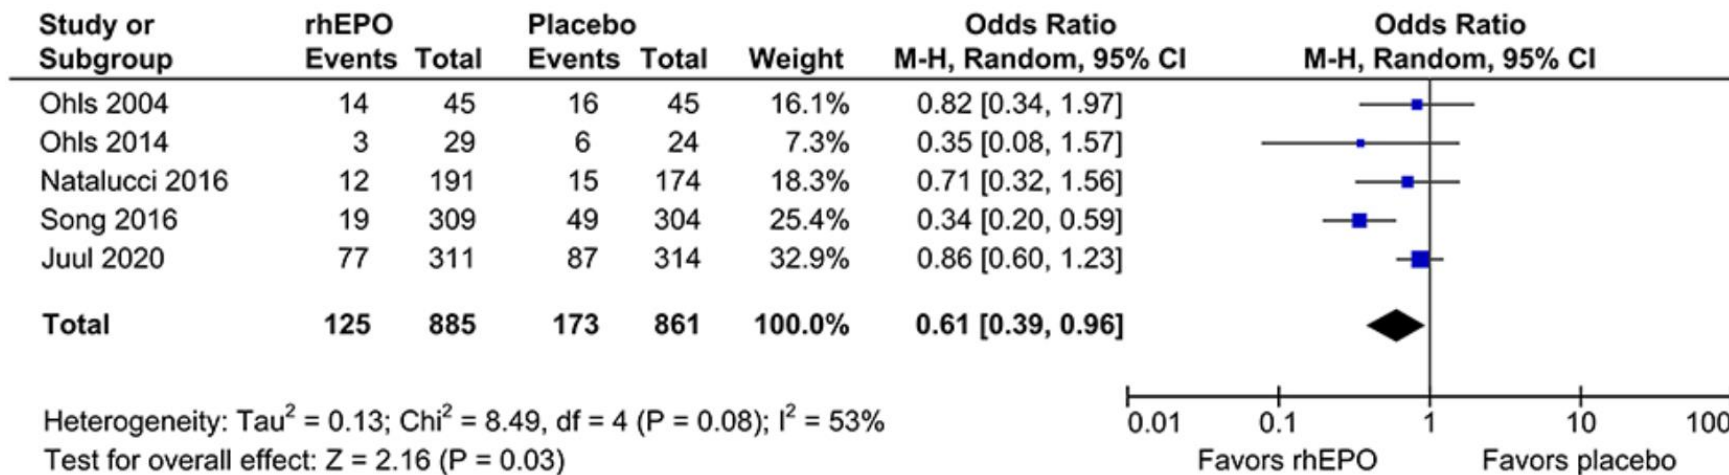 Study or rhEPO Placebo Odds Ratio Odds Ratio
Subgroup Events Total Events Total Weight M-H, Random, 95% CI M-H, Random, 95% CI
Ohls 2004 14 45 16 45 16.1% 0.82 [0.34, 1.97]
Ohls 2014 3 29 6 24 7.3% 0.35 [0.08, 1.57]
Natalucci 2016 12 191 15 174 18.3% 0.71 [0.32, 1.56]
Song 2016 19 309 49 304 25.4% 0.34 [0.20, 0.59]
Juul 2020 77 311 87 314 32.9% 0.86 [0.60, 1.23]
Total 125 885 173 861 100.0% 0.61 [0.39, 0.96]
Heterogeneity: Tau² = 0.13; Chi² = 8.49, df = 4 (P = 0.08); I² = 53%
Test for overall effect: Z = 2.16 (P = 0.03)
0.01 0.1 1 10 100
Favors rhEPO Favors placebo